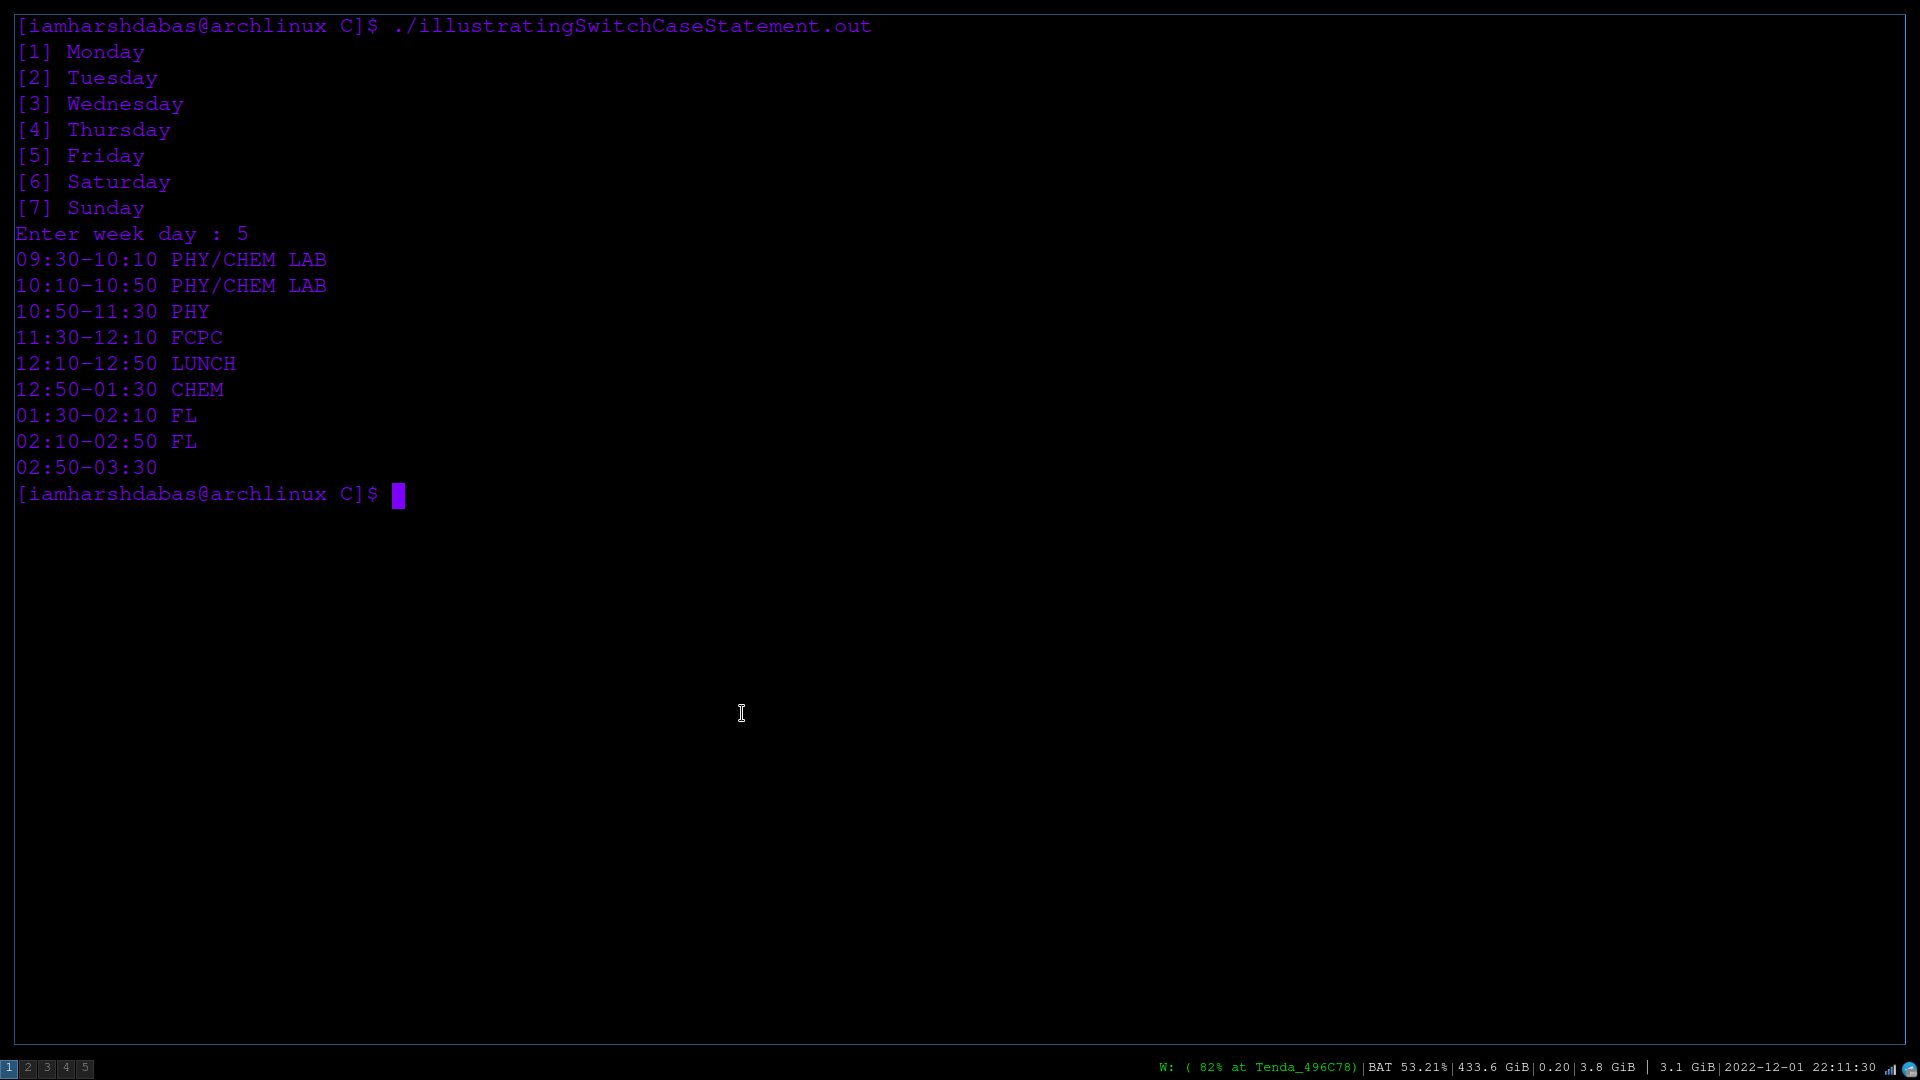 [iamharshdabas@archlinux C]$ ./illustratingSwitchCaseStatement.out
[1] Monday
[2] Tuesday
[3] Wednesday
[4] Thursday
[5] Friday
[6] Saturday
[7] Sunday
Enter week day : 5
09:30-10:10 PHY/CHEM LAB
10:10-10:50 PHY/CHEM LAB
10:50-11:30 PHY
11:30-12:10 FCPC
12:10-12:50 LUNCH
12:50-01:30 CHEM
01:30-02:10 FL
02:10-02:50 FL
02:50-03:30
[iamharshdabas@archlinux C]$
1 2 3 4 5 W: ( 82% at Tenda_496C78)|BAT 53.21%|433.6 GiB|0.20|3.8 GiB | 3.1 GiB|2022-12-01 22:11:30